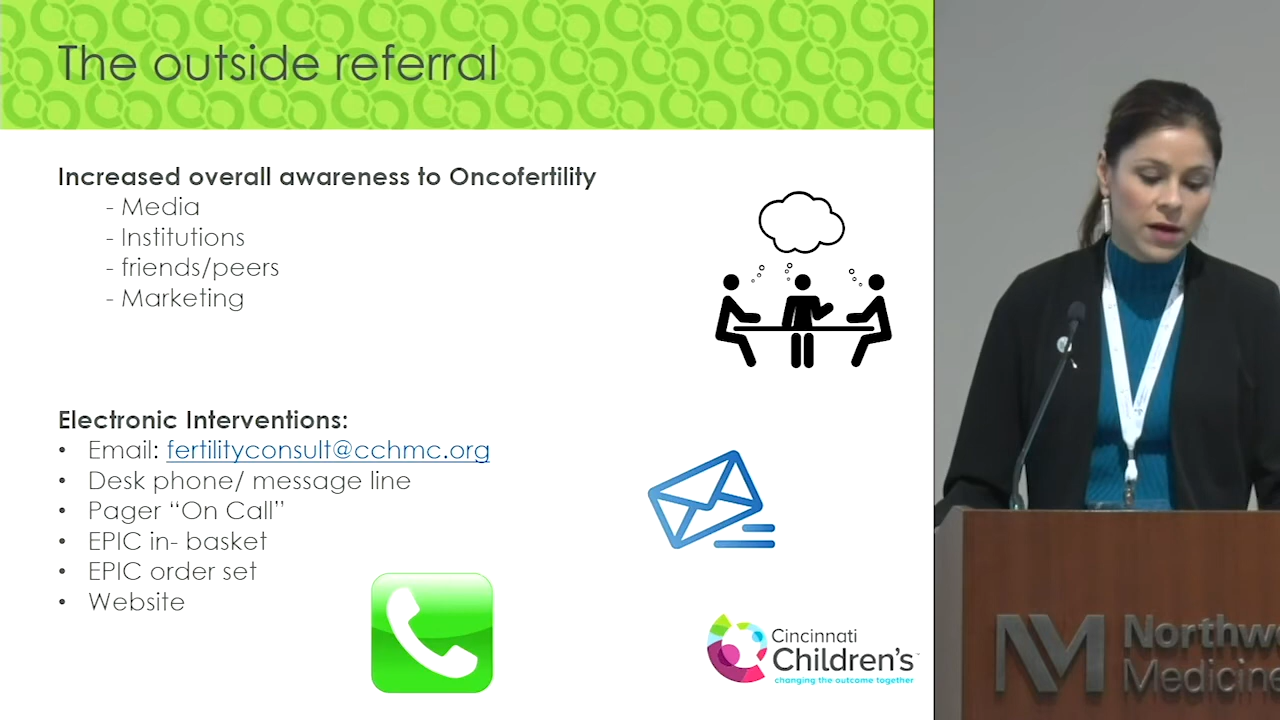 The outside referral
Increased overall awareness to Oncofertility
- Media
- Institutions
- friends/peers
- Marketing
Electronic Interventions:
• Email: fertilityconsult@cchmc.org
• Desk phone/ message line
• Pager “On Call”
• EPIC in- basket
• EPIC order set
• Website
Cincinnati
Children's
changing the outcome together
NM
Northw
Medicine